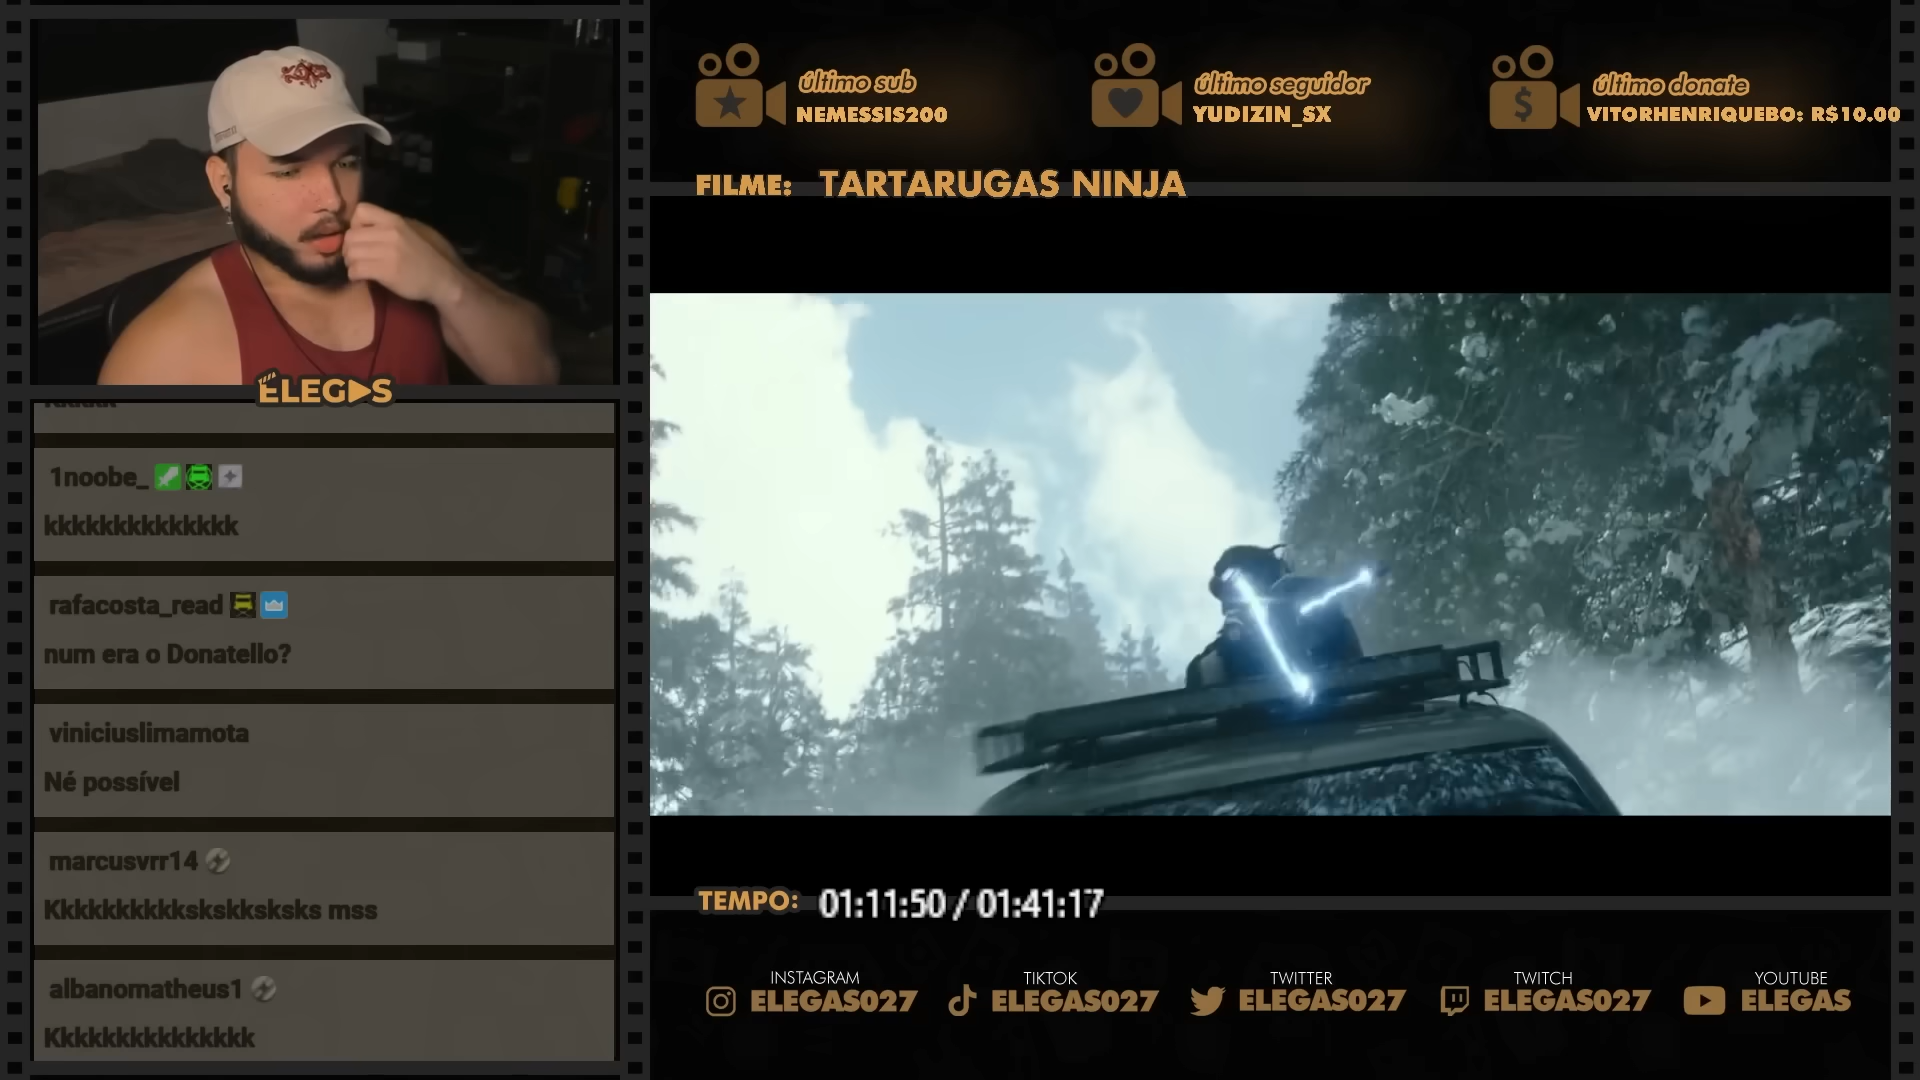 último sub
NEMESSIS200
último seguidor
YUDIZIN_SX
último donate
VITORHENRIQUEBO: R$10.00
FILME: TARTARUGAS NINJA
ELEGAS
1noobe_
kkkkkkkkkkkkkk
rafacosta_read
num era o Donatello?
viniciuslimamota
Né possível
marcusvrr14
Kkkkkkkkkkskskksksks mss
albanomatheus1
Kkkkkkkkkkkkkkk
TEMPO: 01:11:50 / 01:41:17
INSTAGRAM
ELEGAS027
TIKTOK
ELEGAS027
TWITTER
ELEGAS027
TWITCH
ELEGAS027
YOUTUBE
ELEGAS